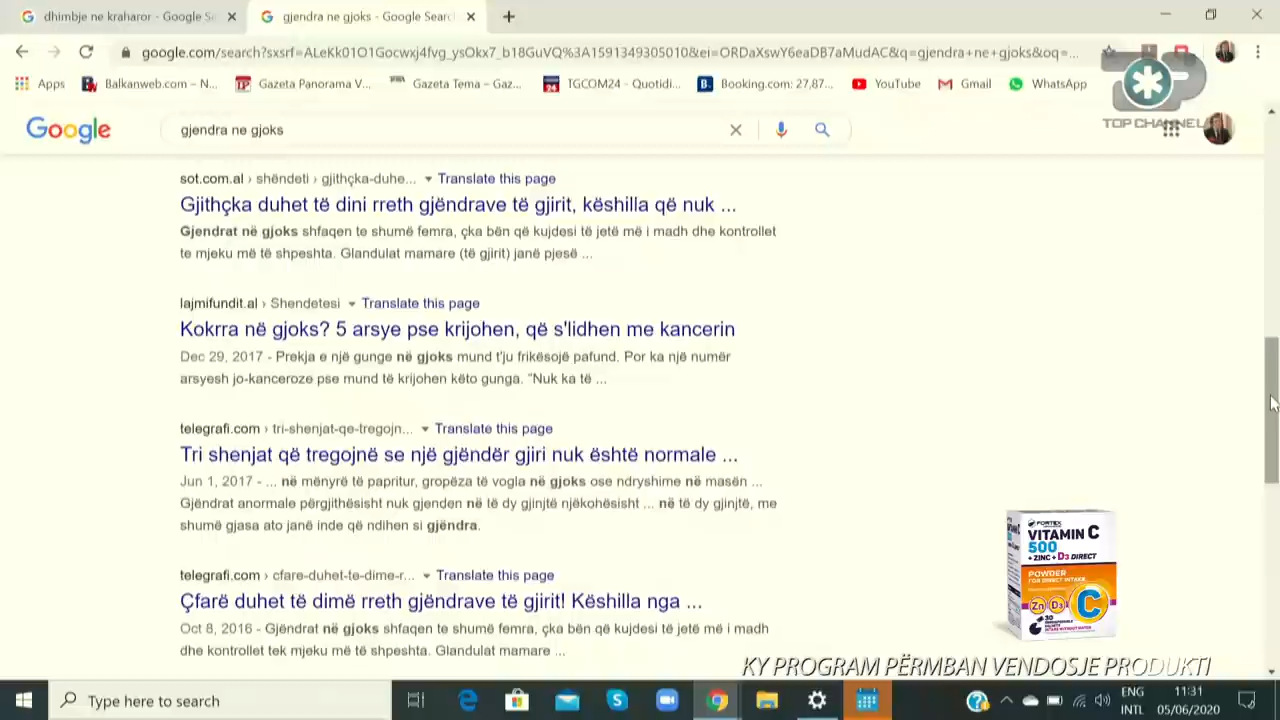 dhimbje ne kraharor - Google Se
gjendra ne gjoks - Google Searc
google.com/search?sxsrf=ALeKk01O1Gocwxj4fvg_ysOkx7_b18GuVQ%3A1591349305010&ei=ORDaXswY6eaDB7aMudAC&q=gjendra+ne+gjoks&oq=...
Apps
Balkanweb.com – N...
Gazeta Panorama V...
Gazeta Tema – Gaz...
TGCOM24 - Quotidi...
Booking.com: 27,87...
YouTube
Gmail
WhatsApp
TOP CHANNEL
Google
gjendra ne gjoks
sot.com.al › shëndeti › gjithçka-duhe... Translate this page
Gjithçka duhet të dini rreth gjëndrave të gjirit, këshilla që nuk ...
Gjendrat në gjoks shfaqen te shumë femra, çka bën që kujdesi të jetë më i madh dhe kontrollet
te mjeku më të shpeshta. Glandulat mamare (të gjirit) janë pjesë ...
lajmifundit.al › Shendetesi Translate this page
Kokrra në gjoks? 5 arsye pse krijohen, që s'lidhen me kancerin
Dec 29, 2017 - Prekja e një gunge në gjoks mund t'ju frikësojë pafund. Por ka një numër
arsyesh jo-kanceroze pse mund të krijohen këto gunga. “Nuk ka të ...
telegrafi.com › tri-shenjat-qe-tregojn... Translate this page
Tri shenjat që tregojnë se një gjëndër gjiri nuk është normale ...
Jun 1, 2017 - ... në mënyrë të papritur, gropëza të vogla në gjoks ose ndryshime në masën ...
Gjëndrat anormale përgjithësisht nuk gjenden në të dy gjinjtë njëkohësisht ... në të dy gjinjtë, me
shumë gjasa ato janë inde që ndihen si gjëndra.
telegrafi.com › cfare-duhet-te-dime-r... Translate this page
Çfarë duhet të dimë rreth gjëndrave të gjirit! Këshilla nga ...
Oct 8, 2016 - Gjëndrat në gjoks shfaqen te shumë femra, çka bën që kujdesi të jetë më i madh
dhe kontrollet tek mjeku më të shpeshta. Glandulat mamare ...
FORTEX
VITAMIN C
500
+ ZINC + D3 DIRECT
POWDER
FOR DIRECT INTAKE
Zn D3 C
30
KY PROGRAM PËRMBAN VENDOSJE PRODUKTI
Type here to search
ENG
INTL
11:31
05/06/2020